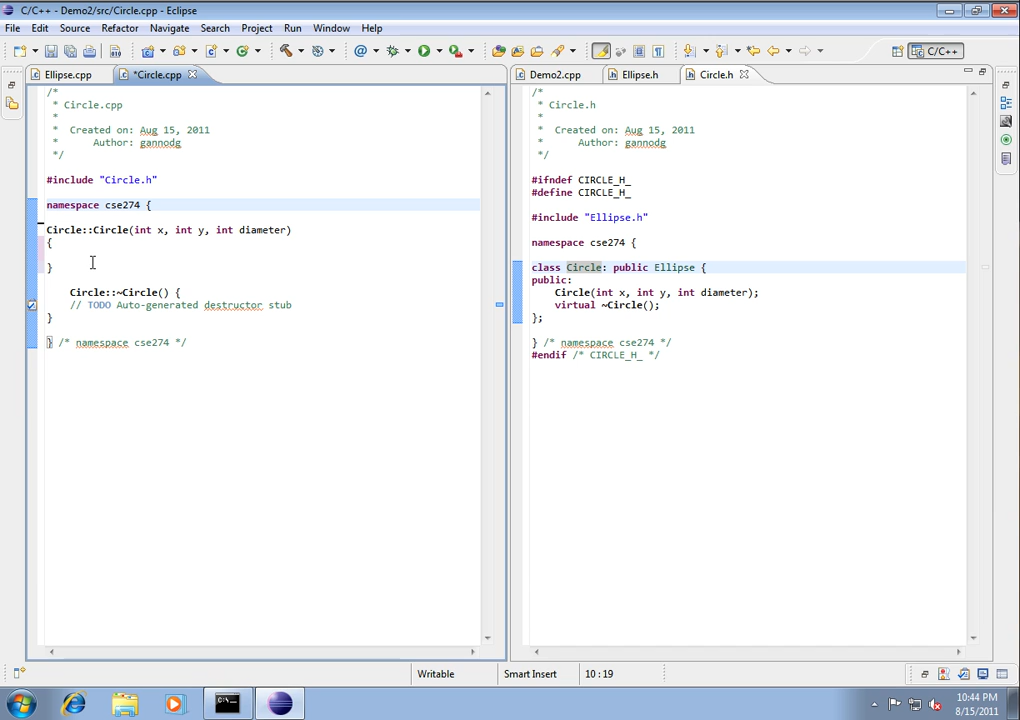 C/C++ - Demo2/src/Circle.cpp - Eclipse
File Edit Source Refactor Navigate Search Project Run Window Help
C/C++
Ellipse.cpp *Circle.cpp Demo2.cpp Ellipse.h Circle.h
/*
 * Circle.cpp
 *
 *  Created on: Aug 15, 2011
 *      Author: gannodg
 */
#include "Circle.h"
namespace cse274 {
Circle::Circle(int x, int y, int diameter)
{
}
    Circle::~Circle() {
    // TODO Auto-generated destructor stub
}
} /* namespace cse274 */
/*
 * Circle.h
 *
 *  Created on: Aug 15, 2011
 *      Author: gannodg
 */
#ifndef CIRCLE_H_
#define CIRCLE_H_
#include "Ellipse.h"
namespace cse274 {
class Circle: public Ellipse {
public:
    Circle(int x, int y, int diameter);
    virtual ~Circle();
};
} /* namespace cse274 */
#endif /* CIRCLE_H_ */
Writable Smart Insert 10 : 19
10:44 PM
8/15/2011